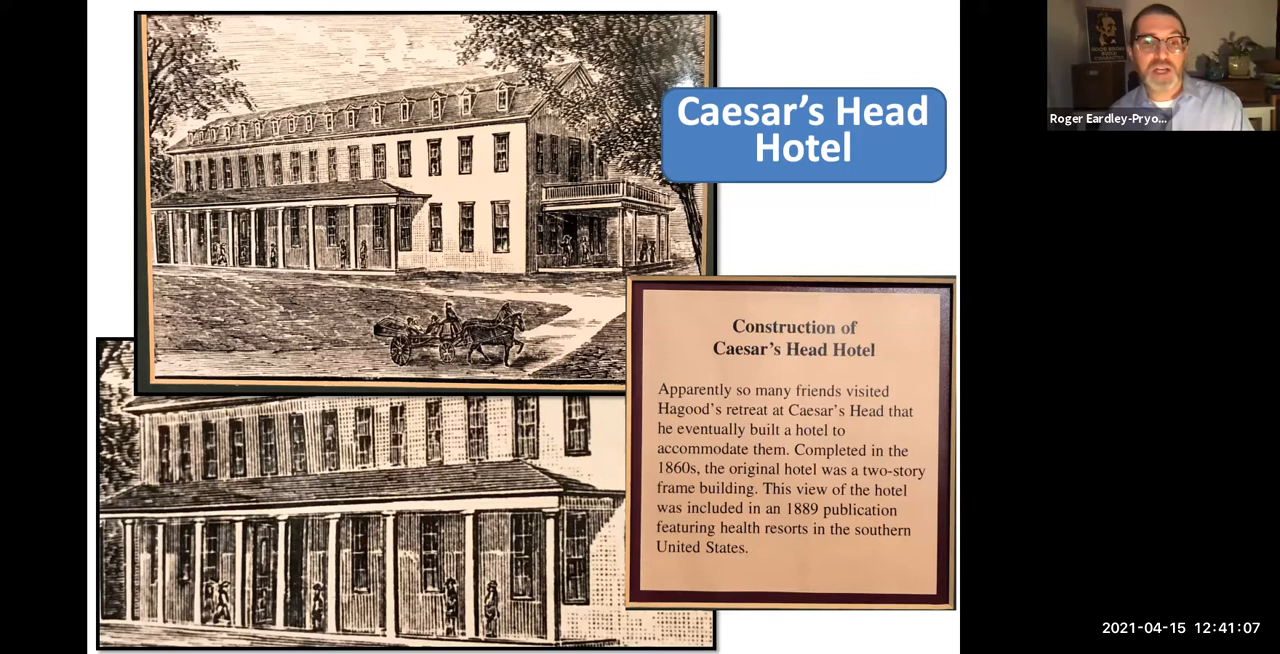 Caesar's Head
Hotel
Roger Eardley-Pryo...
Construction of
Caesar's Head Hotel
Apparently so many friends visited
Hagood's retreat at Caesar's Head that
he eventually built a hotel to
accommodate them. Completed in the
1860s, the original hotel was a two-story
frame building. This view of the hotel
was included in an 1889 publication
featuring health resorts in the southern
United States.
2021-04-15 12:41:07